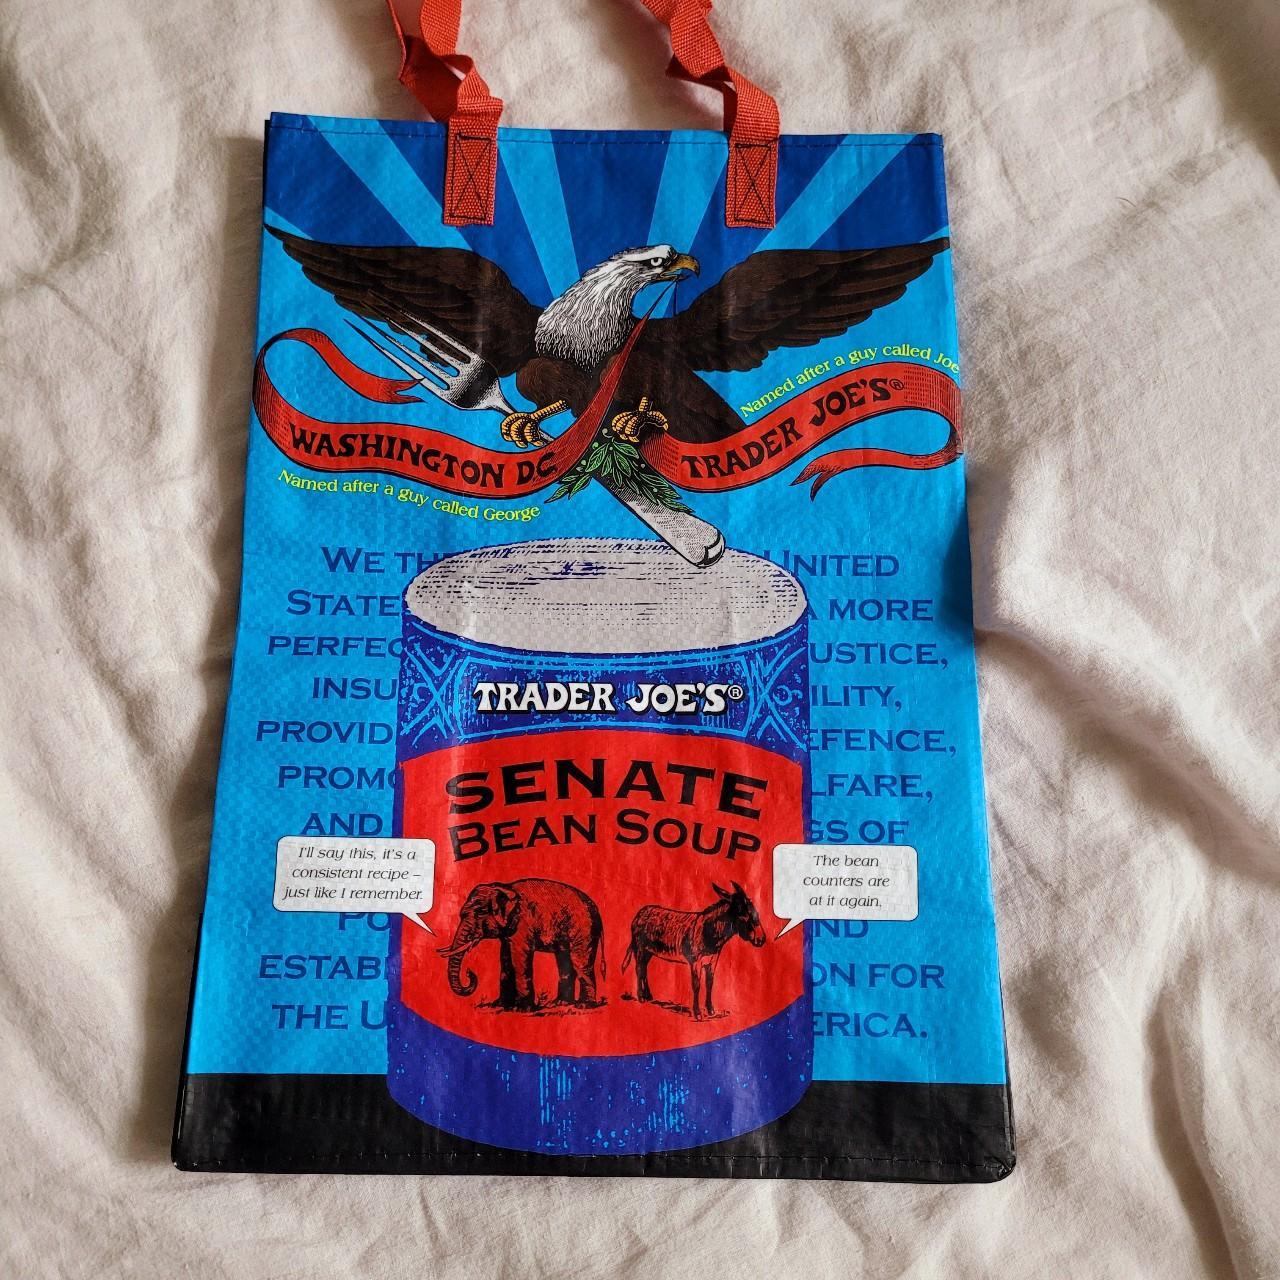 Named after a guy called Joe
WASHINGTON DC
TRADER JOE'S®
Named after a guy called George
WE THE UNITED
STATE A MORE
PERFEC USTICE,
INSU ILITY,
PROVID EFENCE,
PROMO LFARE,
AND GS OF
TRADER JOE'S®
SENATE
BEAN SOUP
I'll say this, it's a
consistent recipe –
just like I remember.
The bean
counters are
at it again.
PO ND
ESTAB ON FOR
THE U ERICA.